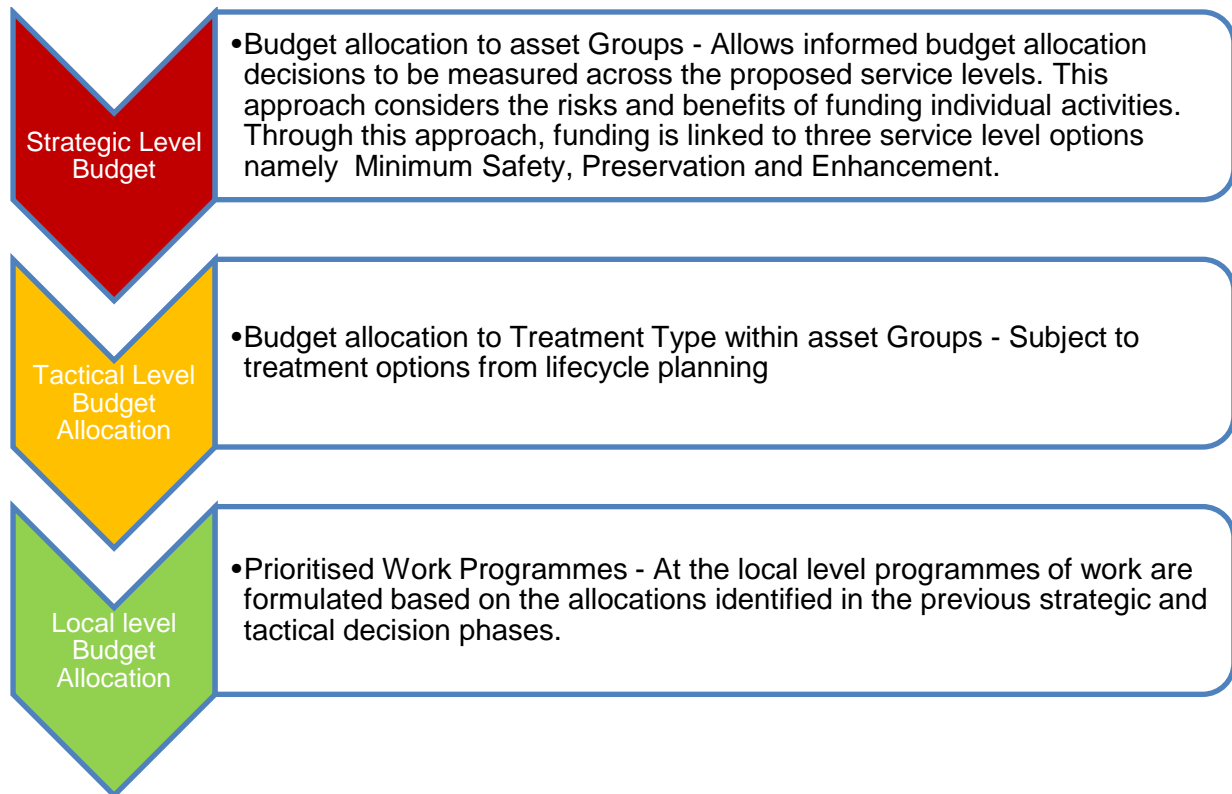 Strategic Level
Budget
•Budget allocation to asset Groups - Allows informed budget allocation
decisions to be measured across the proposed service levels. This
approach considers the risks and benefits of funding individual activities.
Through this approach, funding is linked to three service level options
namely  Minimum Safety, Preservation and Enhancement.
Tactical Level
Budget
Allocation
•Budget allocation to Treatment Type within asset Groups - Subject to
treatment options from lifecycle planning
Local level
Budget
Allocation
•Prioritised Work Programmes - At the local level programmes of work are
formulated based on the allocations identified in the previous strategic and
tactical decision phases.